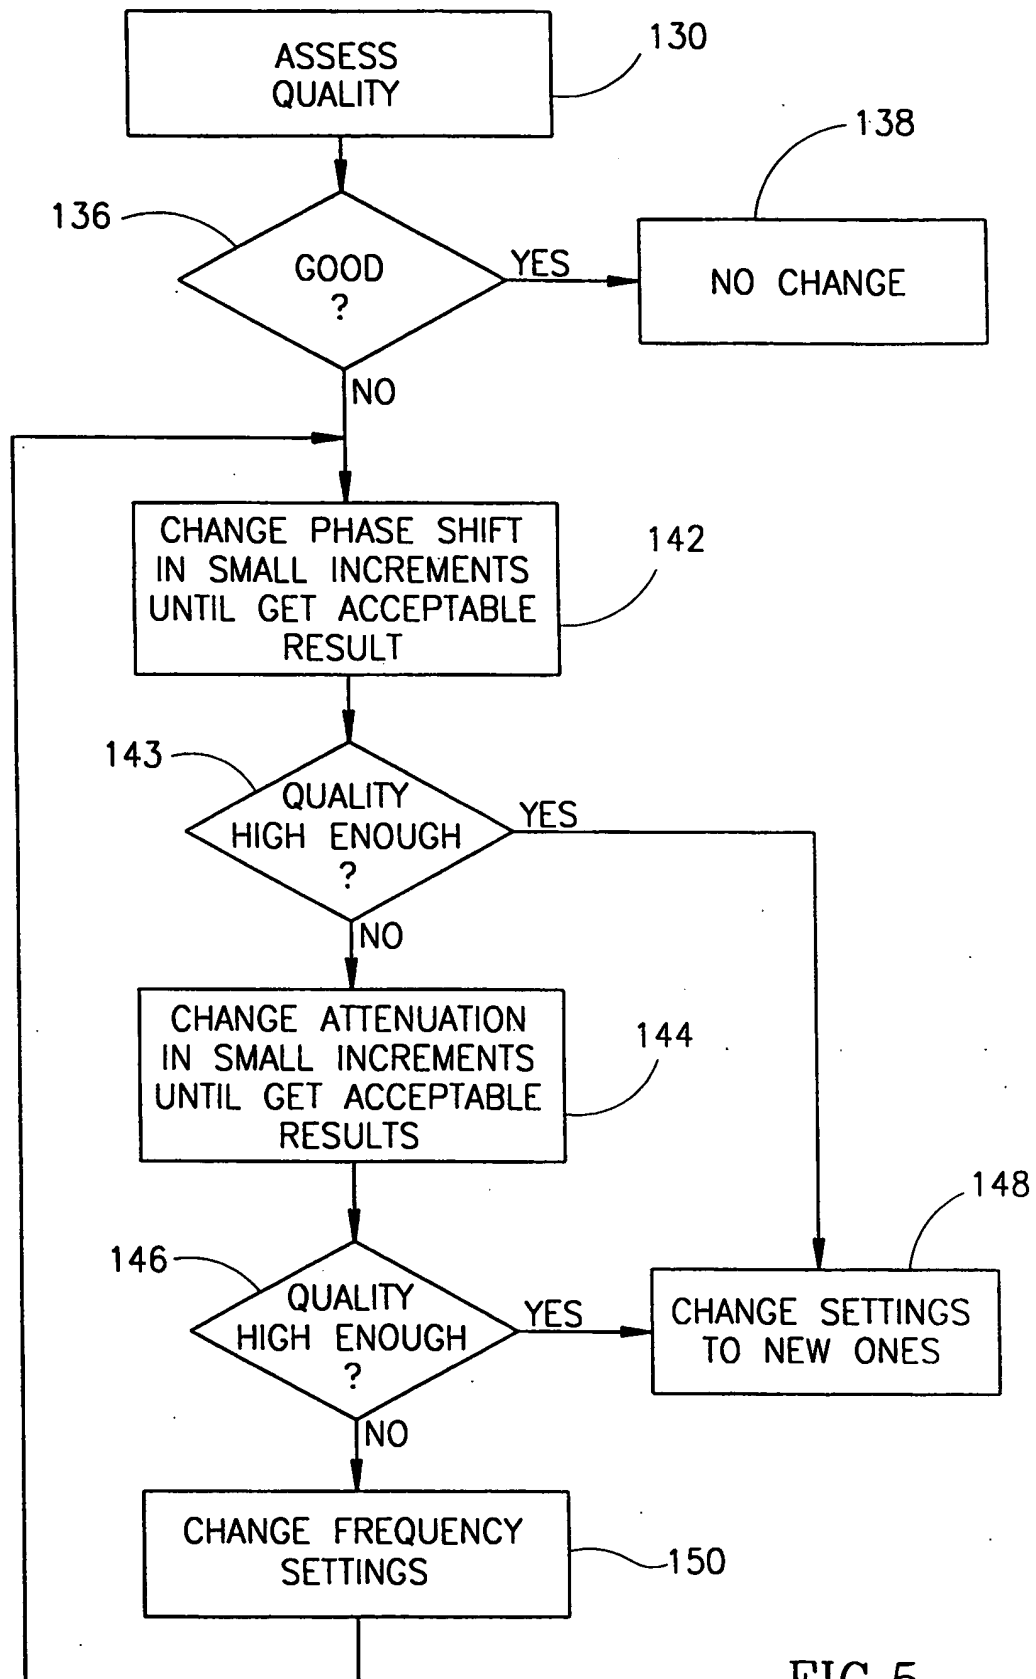 ASSESS
QUALITY
130
138
136
GOOD
?
YES
NO CHANGE
NO
CHANGE PHASE SHIFT
IN SMALL INCREMENTS
UNTIL GET ACCEPTABLE
RESULT
142
143
QUALITY
HIGH ENOUGH
?
YES
NO
CHANGE ATTENUATION
IN SMALL INCREMENTS
UNTIL GET ACCEPTABLE
RESULTS
144
148
146
QUALITY
HIGH ENOUGH
?
YES
CHANGE SETTINGS
TO NEW ONES
NO
CHANGE FREQUENCY
SETTINGS
150
FIG.5